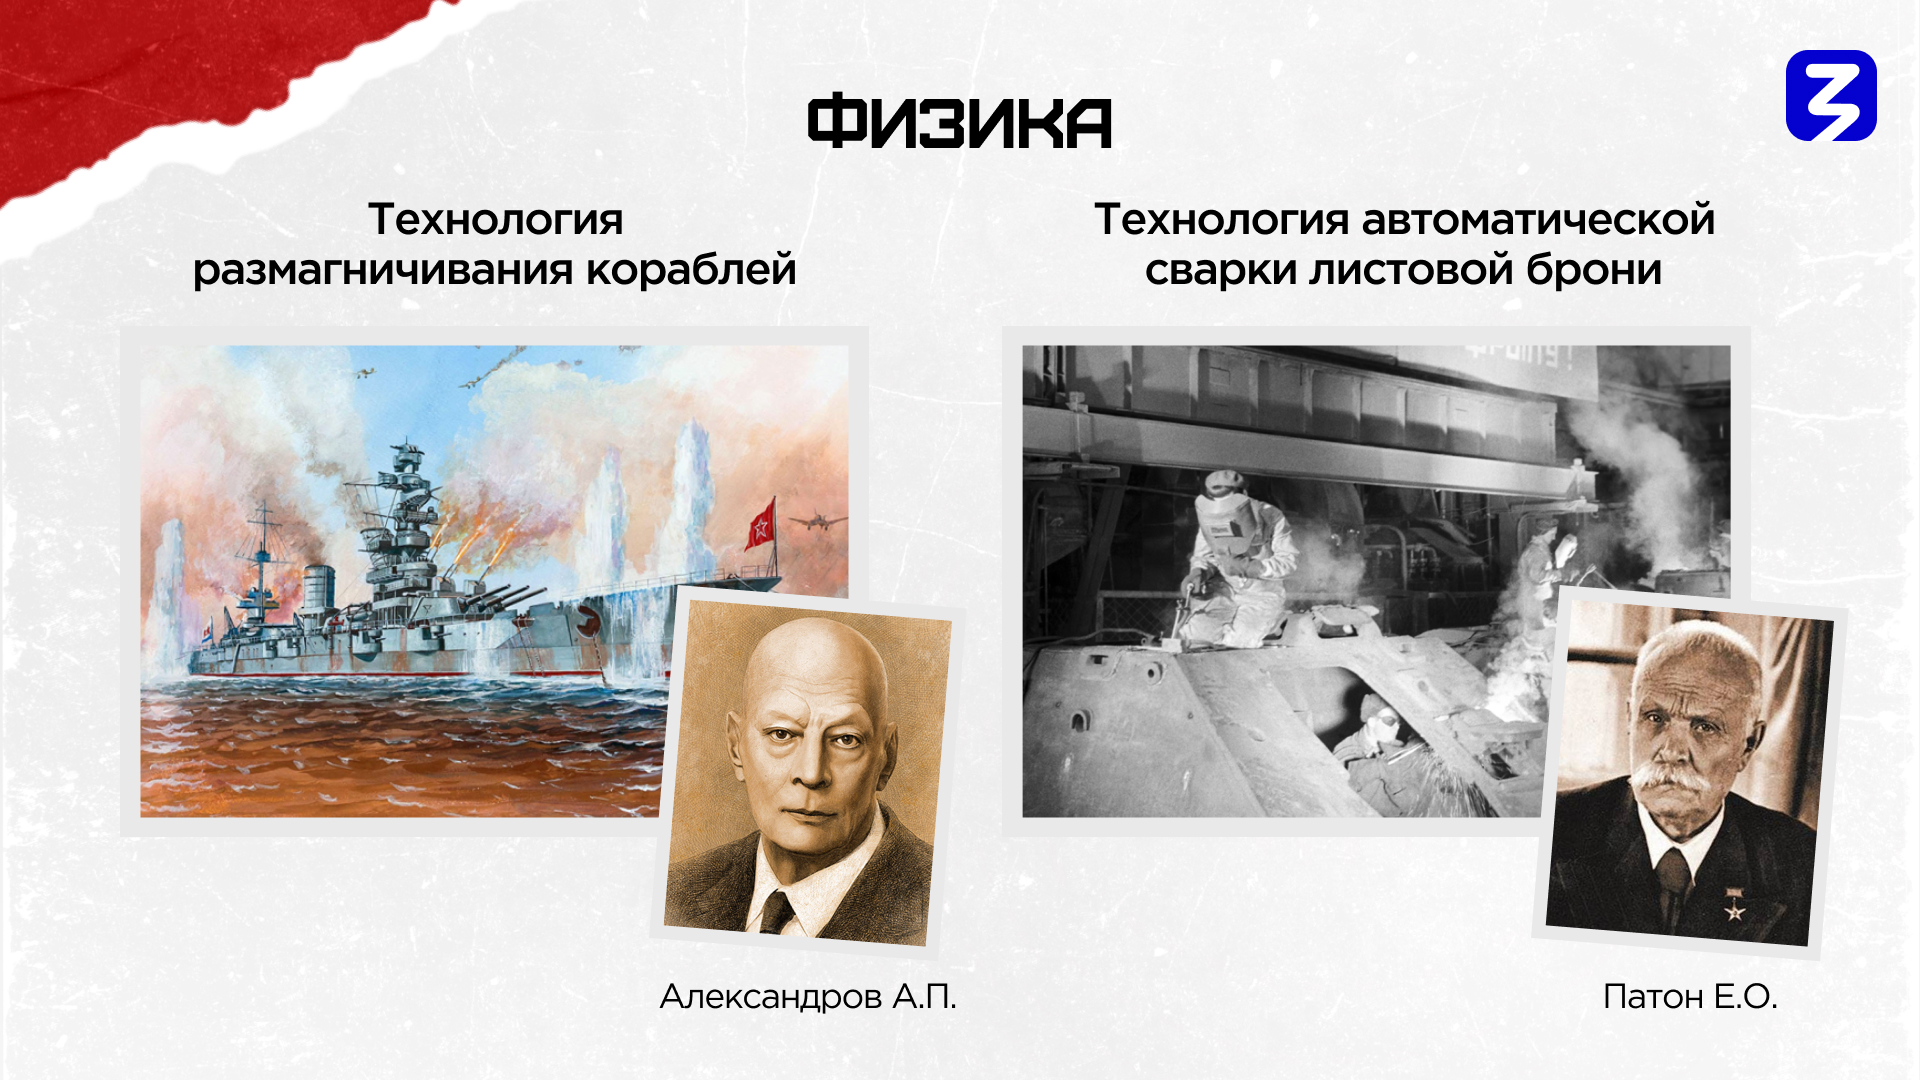 ФИЗИКА
Технология
размагничивания кораблей
Технология автоматической
сварки листовой брони
Александров А.П.
Патон Е.О.